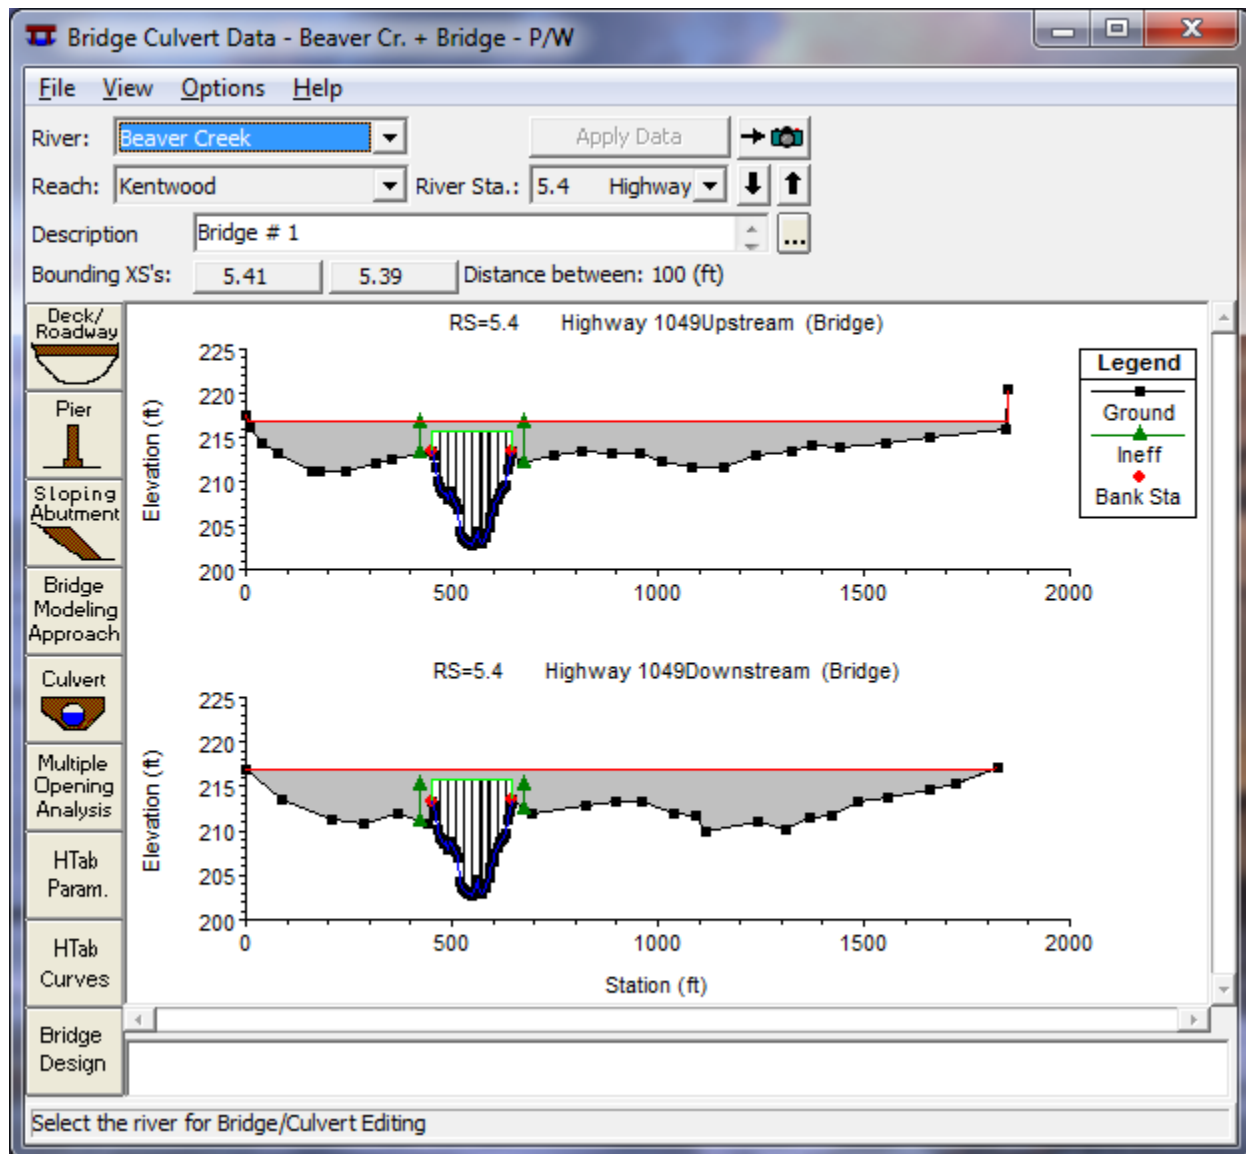 Bridge Culvert Data - Beaver Cr. + Bridge - P/W
File View Options Help
River: Beaver Creek Apply Data
Reach: Kentwood River Sta.: 5.4 Highway
Description Bridge # 1 ...
Bounding XS's: 5.41 5.39 Distance between: 100 (ft)
Deck/
Roadway
Pier
Sloping
Abutment
Bridge
Modeling
Approach
Culvert
Multiple
Opening
Analysis
HTab
Param.
HTab
Curves
Bridge
Design
RS=5.4 Highway 1049Upstream (Bridge)
225
220
215
210
205
200
Elevation (ft)
0 500 1000 1500 2000
Legend
Ground
Ineff
Bank Sta
RS=5.4 Highway 1049Downstream (Bridge)
225
220
215
210
205
200
Elevation (ft)
0 500 1000 1500 2000
Station (ft)
Select the river for Bridge/Culvert Editing